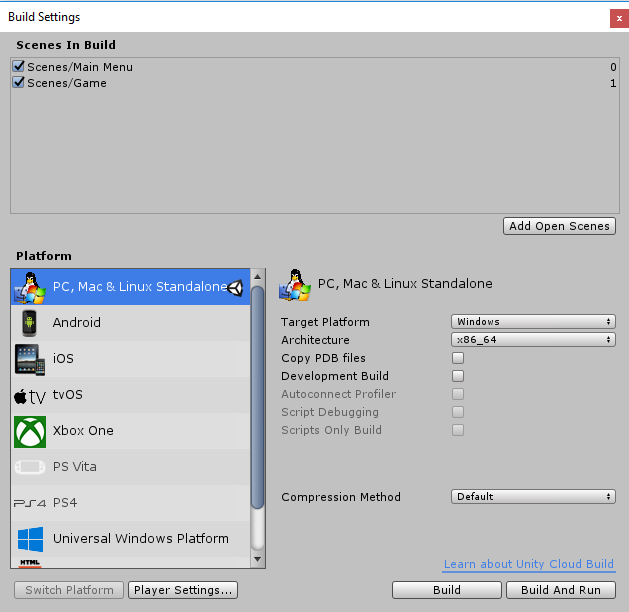 Build Settings
x
Scenes In Build
Scenes/Main Menu 0
Scenes/Game 1
Add Open Scenes
Platform
PC, Mac & Linux Standalone
Android
iOS
tvOS
tv
Xbox One
PS Vita
PS4
PS4
Universal Windows Platform
HTML
PC, Mac & Linux Standalone
Target Platform Windows
Architecture x86_64
Copy PDB files
Development Build
Autoconnect Profiler
Script Debugging
Scripts Only Build
Compression Method Default
Learn about Unity Cloud Build
Switch Platform Player Settings... Build Build And Run